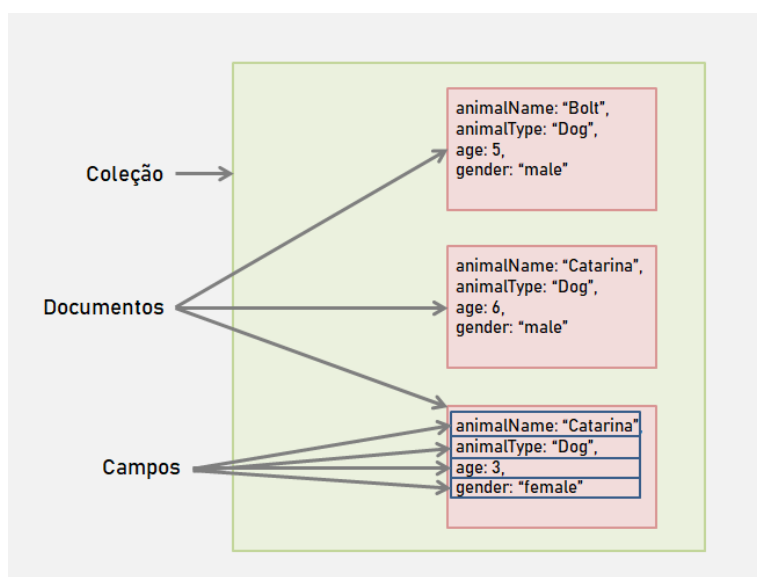 animalName: “Bolt”,
animalType: “Dog”,
age: 5,
gender: “male”
Coleção
animalName: “Catarina”,
animalType: “Dog”,
age: 6,
gender: “male”
Documentos
animalName: “Catarina”,
animalType: “Dog”,
age: 3,
gender: “female”
Campos